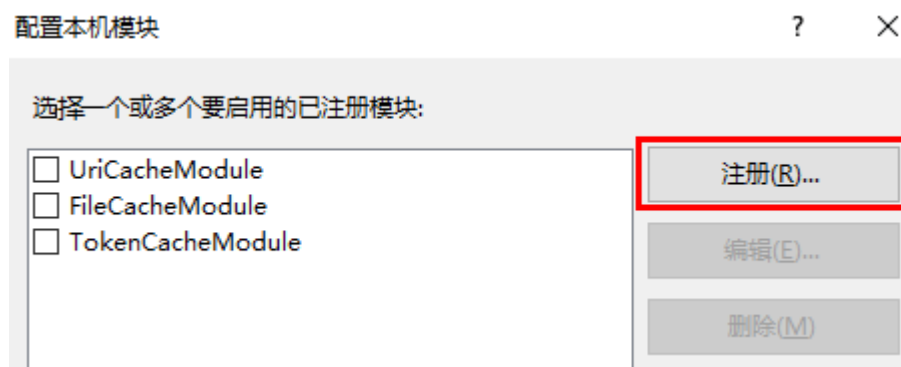 配置本机模块
?
选择一个或多个要启用的已注册模块:
UriCacheModule
FileCacheModule
TokenCacheModule
注册(R)...
编辑(E)...
删除(M)